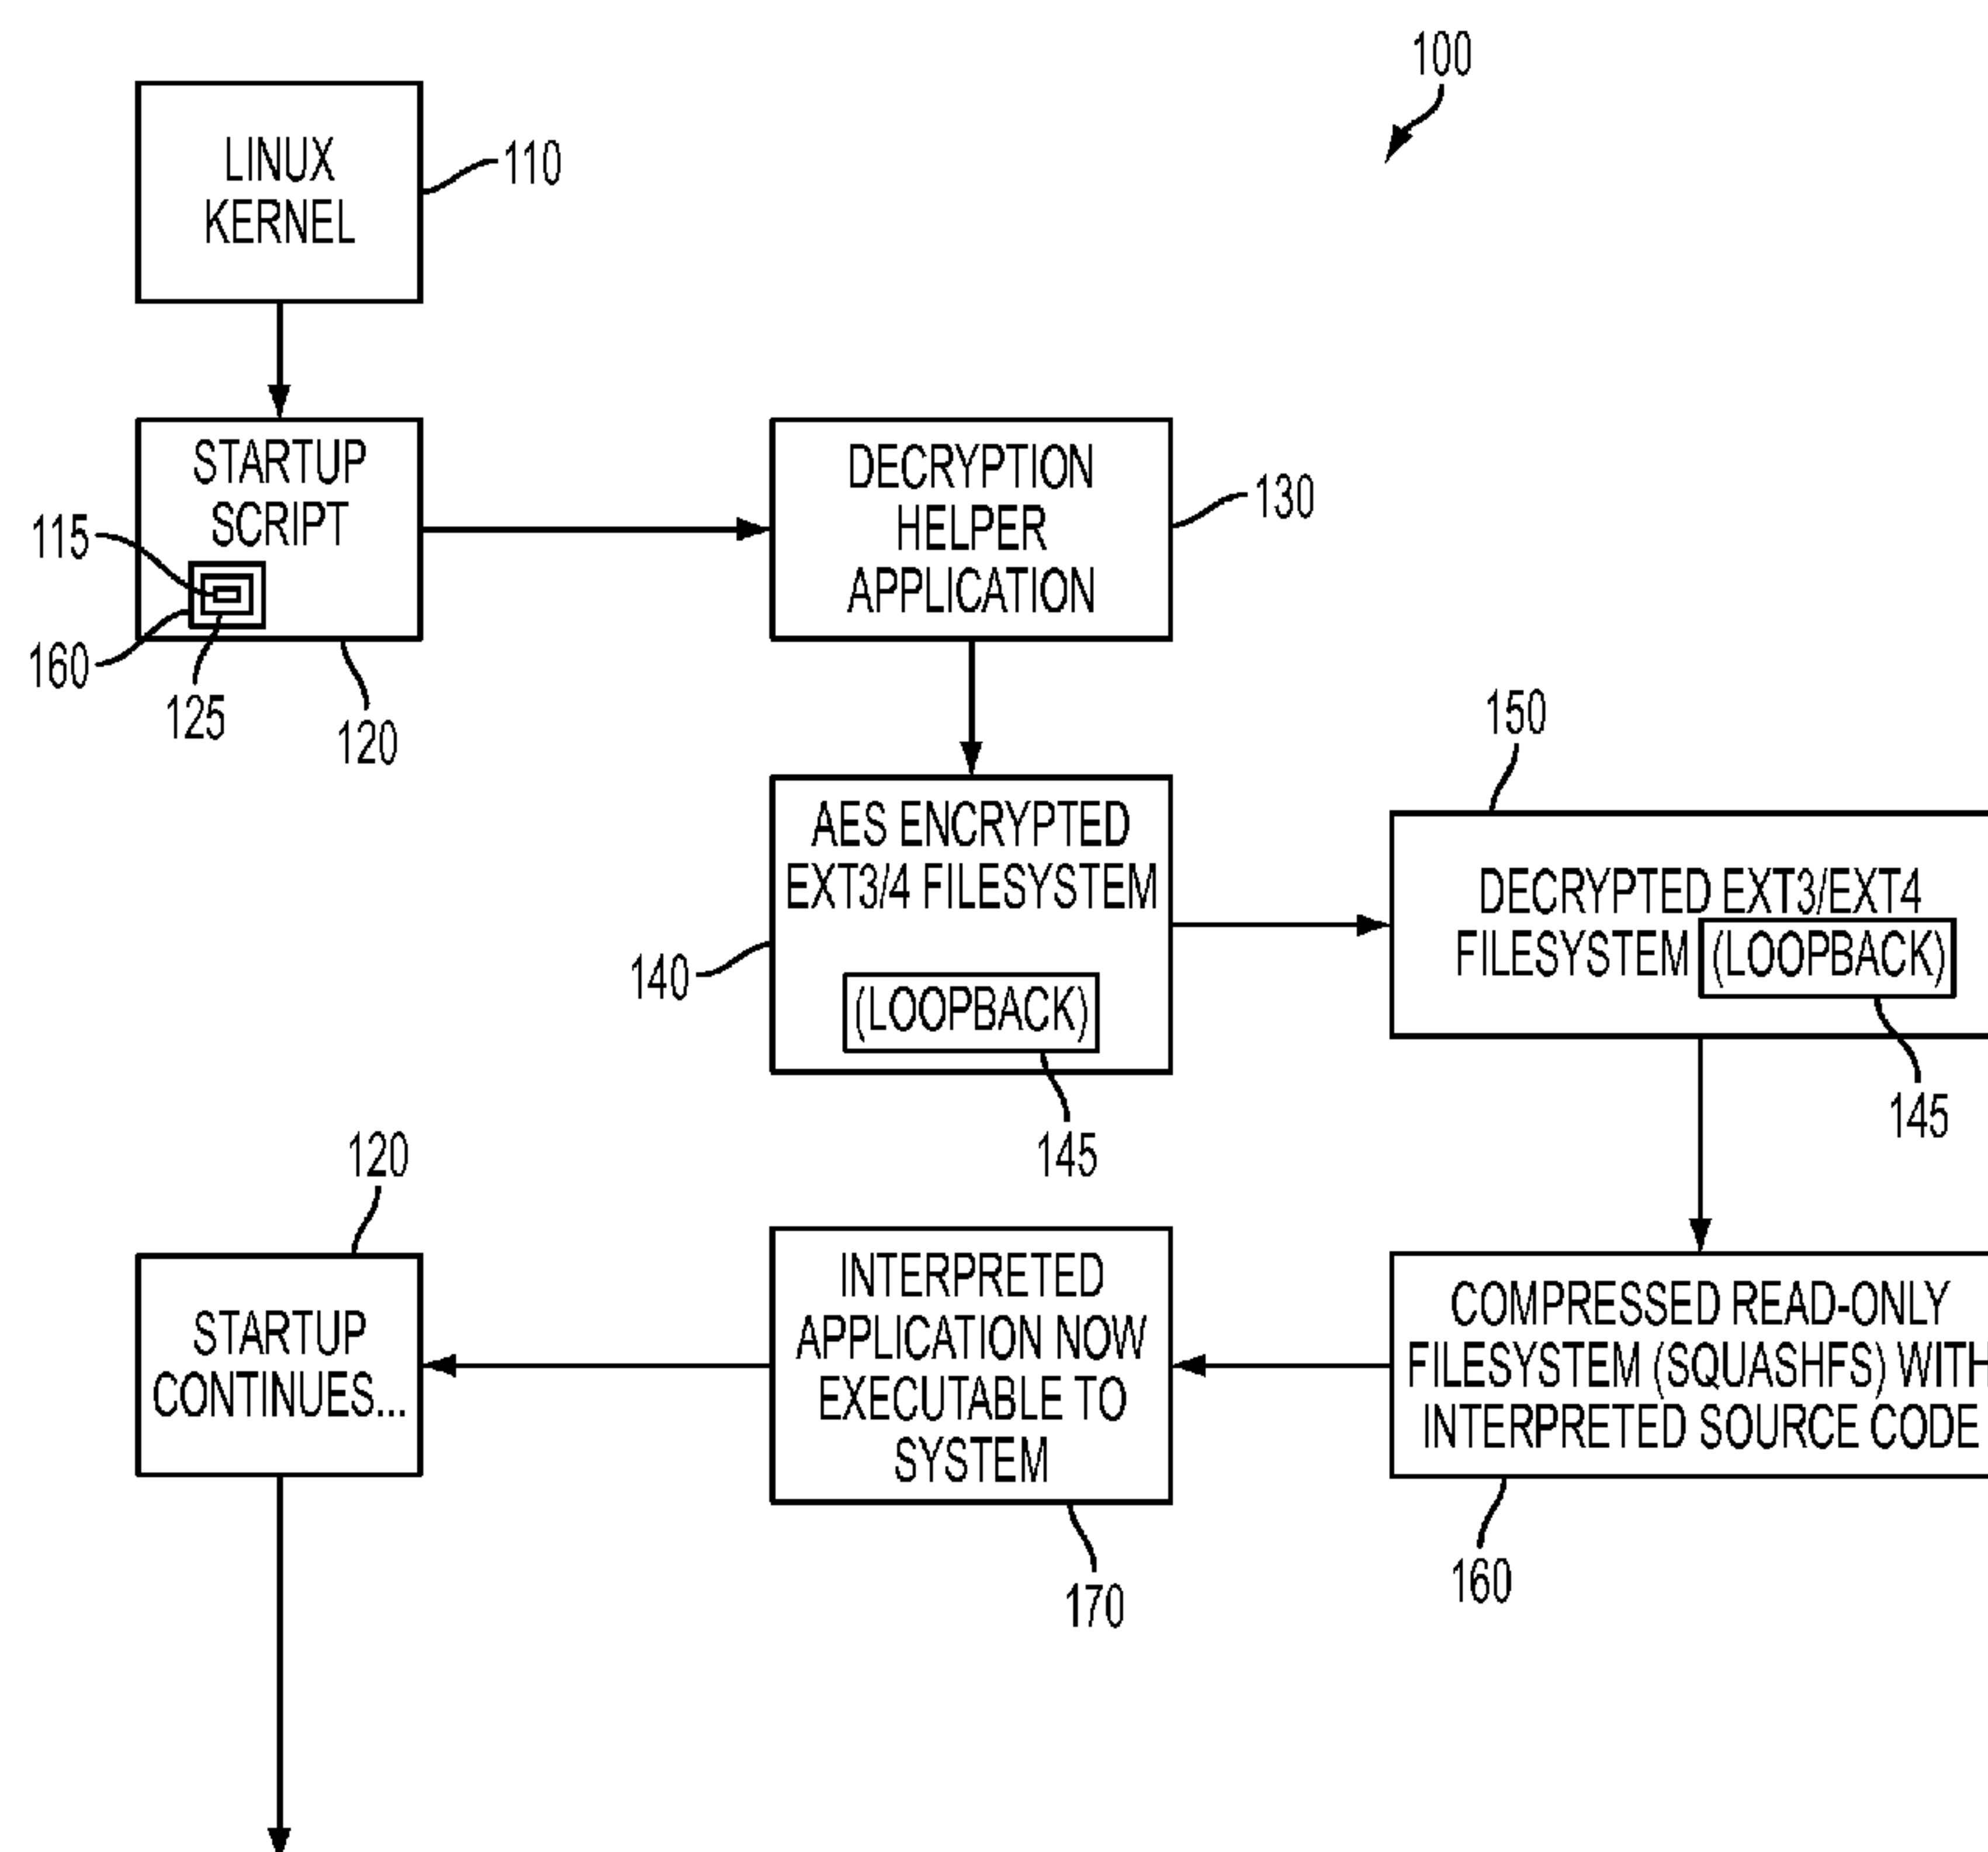 100
LINUX
KERNEL
110
STARTUP
SCRIPT
115
160
125
120
DECRYPTION
HELPER
APPLICATION
130
AES ENCRYPTED
EXT3/4 FILESYSTEM
(LOOPBACK)
140
145
150
DECRYPTED EXT3/EXT4
FILESYSTEM (LOOPBACK)
145
120
STARTUP
CONTINUES...
INTERPRETED
APPLICATION NOW
EXECUTABLE TO
SYSTEM
170
COMPRESSED READ-ONLY
FILESYSTEM (SQUASHFS) WITH
INTERPRETED SOURCE CODE
160